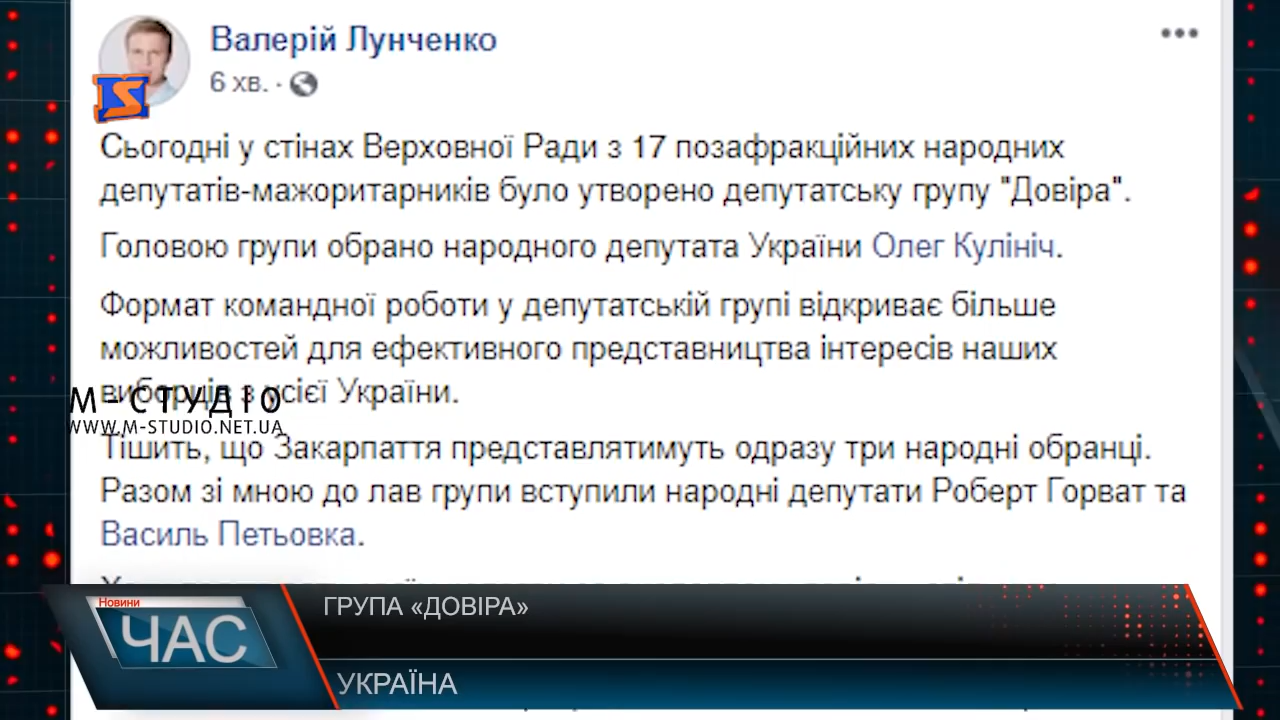 Валерій Лунченко
6 хв. ·
Сьогодні у стінах Верховної Ради з 17 позафракційних народних
депутатів-мажоритарників було утворено депутатську групу "Довіра".
Головою групи обрано народного депутата України Олег Кулініч.
Формат командної роботи у депутатській групі відкриває більше
можливостей для ефективного представництва інтересів наших
виборців з усієї України.
М-СТУДІО
WWW.M-STUDIO.NET.UA
Тішить, що Закарпаття представлятимуть одразу три народні обранці.
Разом зі мною до лав групи вступили народні депутати Роберт Горват та
Василь Петьовка.
Новини
ЧАС
ГРУПА «ДОВІРА»
УКРАЇНА